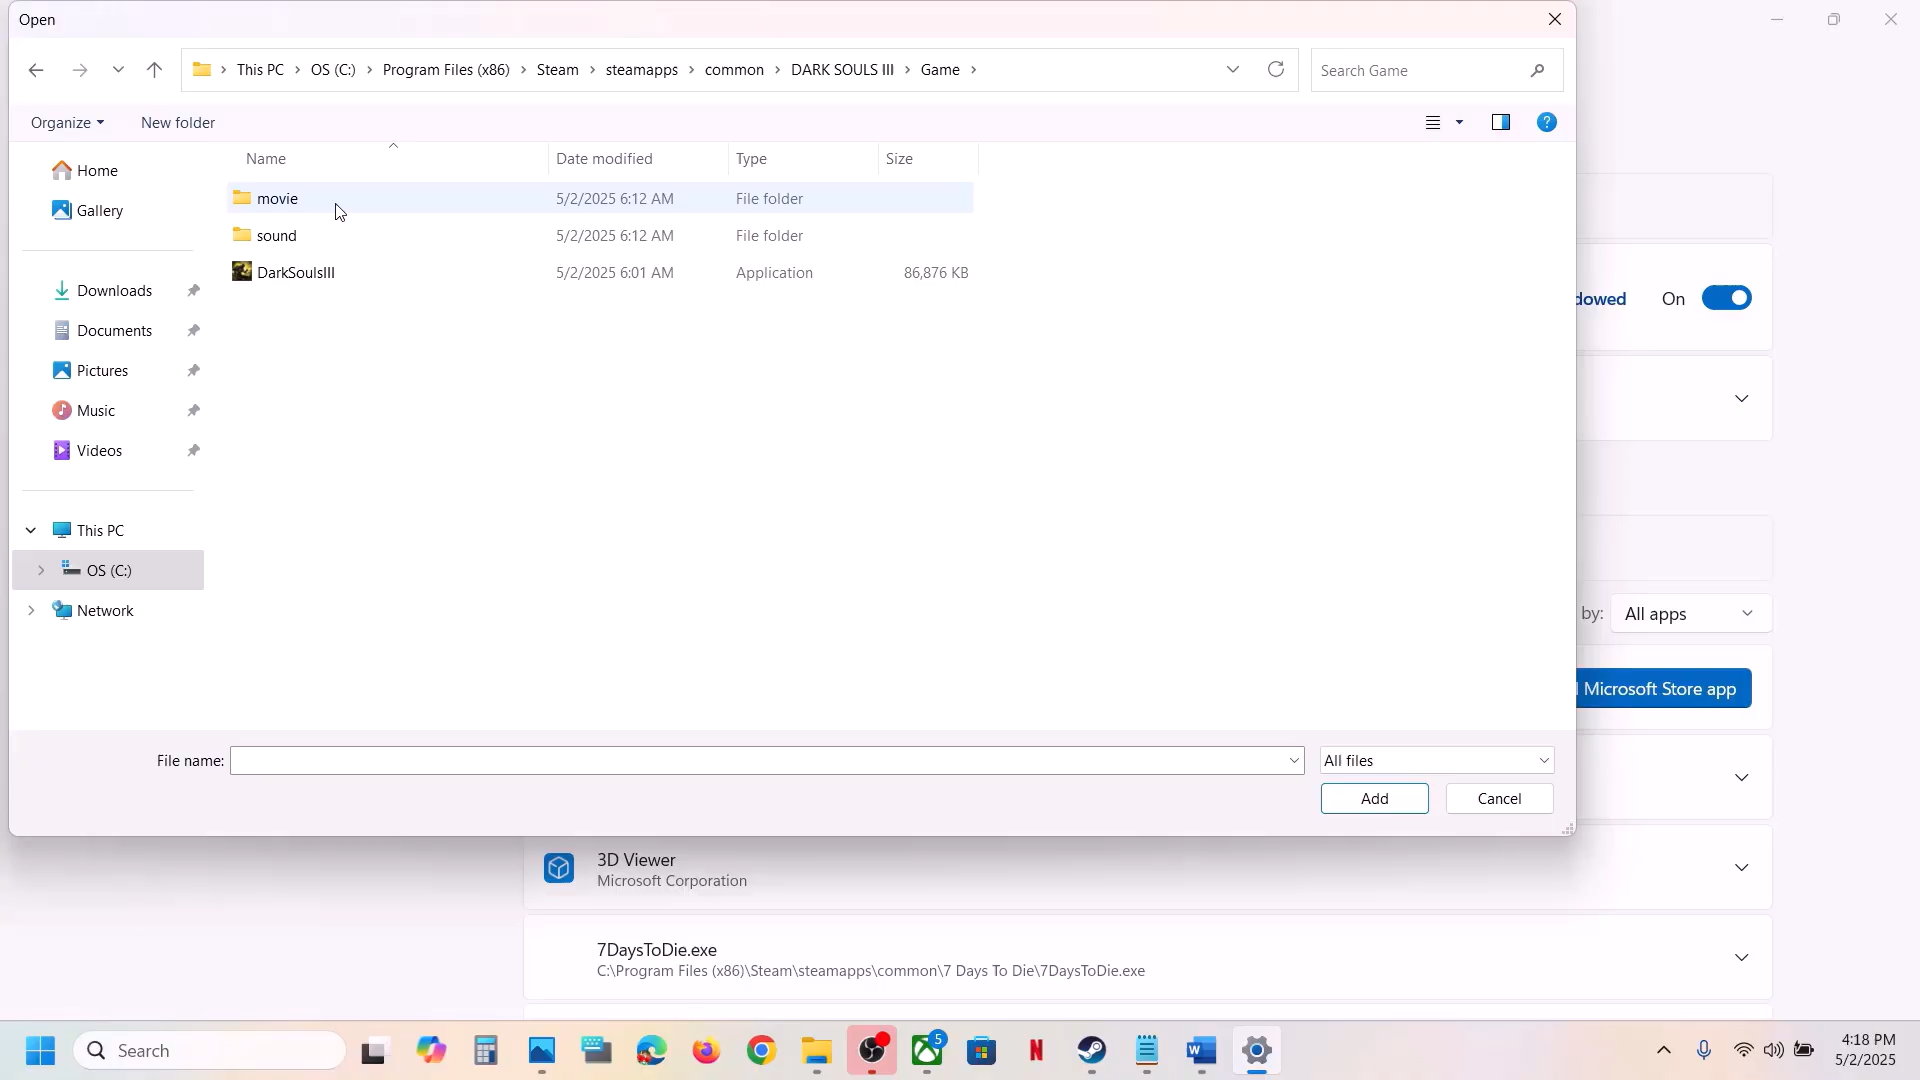 Open
This PC > OS (C:) > Program Files (x86) > Steam > steamapps > common > DARK SOULS III > Game >
Search Game
Organize
New folder
Name
Date modified
Type
Size
Home
Gallery
Downloads
Documents
Pictures
Music
Videos
This PC
OS (C:)
Network
movie 5/2/2025 6:12 AM File folder
sound 5/2/2025 6:12 AM File folder
DarkSoulsIII 5/2/2025 6:01 AM Application 86,876 KB
File name:
All files
Add
Cancel
On
by: All apps
Microsoft Store app
3D Viewer
Microsoft Corporation
7DaysToDie.exe
C:\Program Files (x86)\Steam\steamapps\common\7 Days To Die\7DaysToDie.exe
Search
5
4:18 PM
5/2/2025